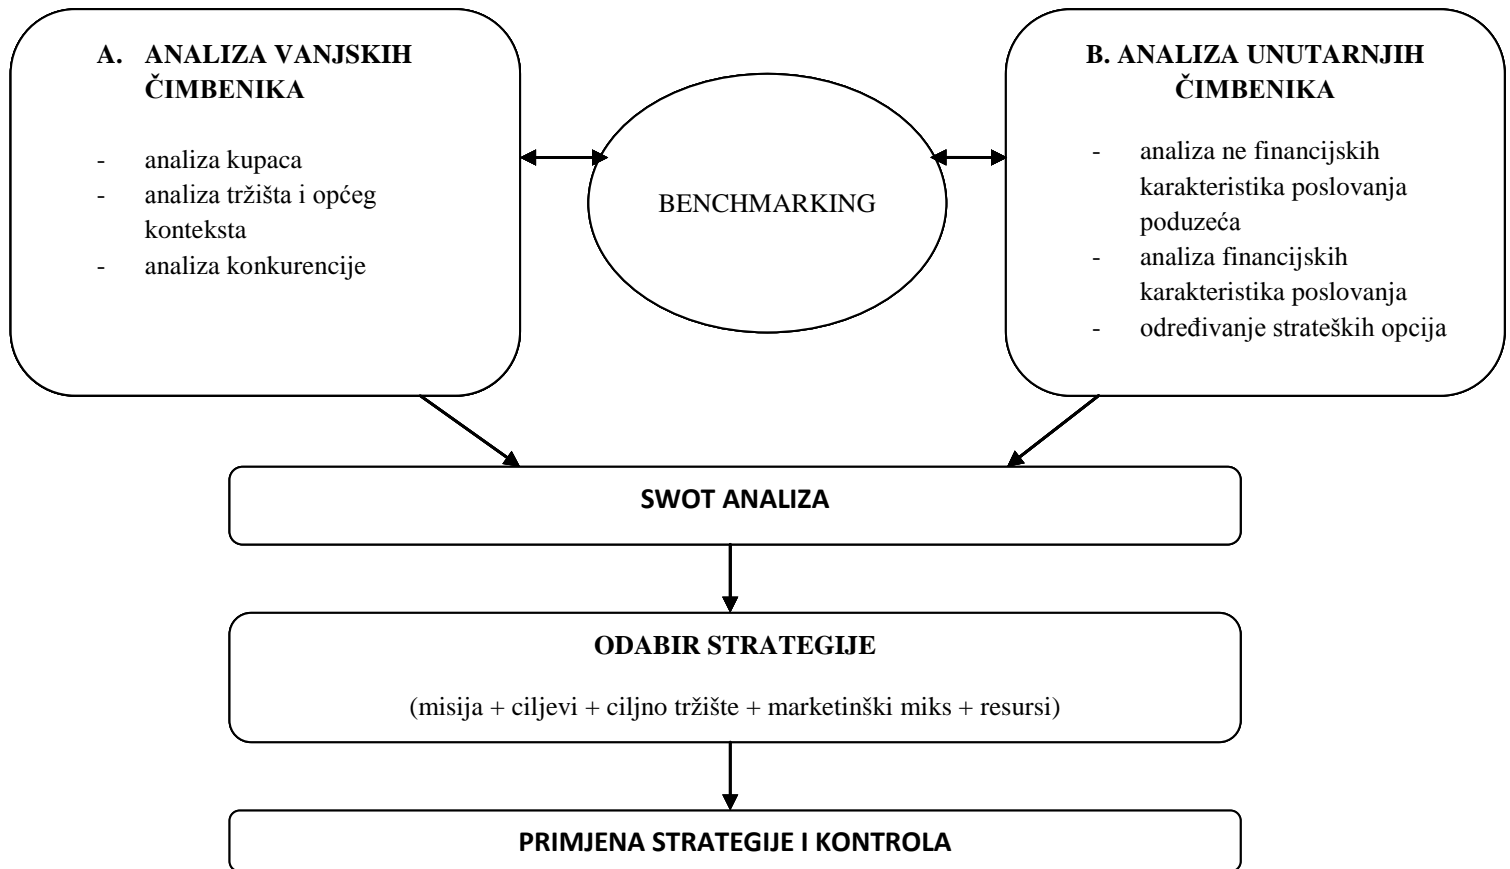 A. ANALIZA VANJSKIH
ČIMBENIKA
- analiza kupaca
- analiza tržišta i općeg
konteksta
- analiza konkurencije
BENCHMARKING
B. ANALIZA UNUTARNJIH
ČIMBENIKA
- analiza ne financijskih
karakteristika poslovanja
poduzeća
- analiza financijskih
karakteristika poslovanja
- određivanje strateških opcija
SWOT ANALIZA
ODABIR STRATEGIJE
(misija + ciljevi + ciljno tržište + marketinški miks + resursi)
PRIMJENA STRATEGIJE I KONTROLA